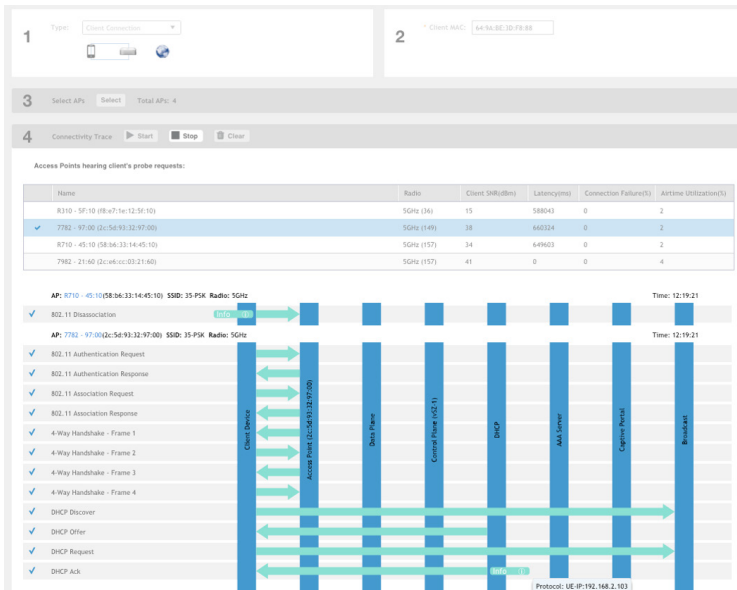 1 Type: Client Connection
2 * Client MAC: 64:96:BE:3D:F8:88
3 Select APs Select Total APs: 4
4 Connectivity Trace Start Stop Clear
Access Points hearing client's probe requests:
Name Radio Client SNR(dBm) Latency(ms) Connection Failure(%) Airtime Utilization(%)
R310 - 5F:10 (f8:e7:1e:12:5f:10) 5GHz (36) 15 588043 0 2
7782 - 97:00 (2c:5d:93:32:97:00) 5GHz (149) 38 660324 0 2
R710 - 45:10 (58:b6:33:14:45:10) 5GHz (157) 34 649603 0 2
7982 - 21:60 (2c:e6:cc:03:21:60) 5GHz (157) 41 0 0 4
AP: R710 - 45:10(58:b6:33:14:45:10) SSID: 35-PSK Radio: 5GHz Time: 12:19:21
802.11 Disassociation Info
AP: 7782 - 97:00(2c:5d:93:32:97:00) SSID: 35-PSK Radio: 5GHz Time: 12:19:21
802.11 Authentication Request
802.11 Authentication Response
802.11 Association Request
802.11 Association Response
4-Way Handshake - Frame 1
4-Way Handshake - Frame 2
4-Way Handshake - Frame 3
4-Way Handshake - Frame 4
DHCP Discover
DHCP Offer
DHCP Request
DHCP Ack Info
Client Device
Access Point (2c:5d:93:32:97:00)
Data Plane
Control Plane (vSZ-1)
DHCP
AAA Server
Captive Portal
Broadcast
Protocol: UE-IP:192.168.2.103